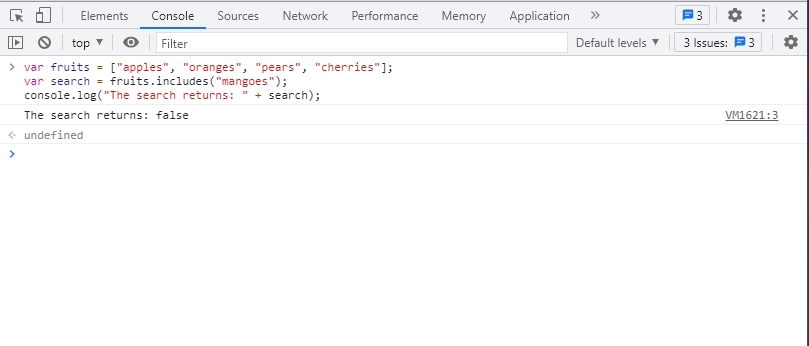 Elements Console Sources Network Performance Memory Application » 3
top ▼ Filter Default levels ▼ 3 Issues: 3
> var fruits = ["apples", "oranges", "pears", "cherries"];
var search = fruits.includes("mangoes");
console.log("The search returns: " + search);
The search returns: false VM1621:3
undefined
>